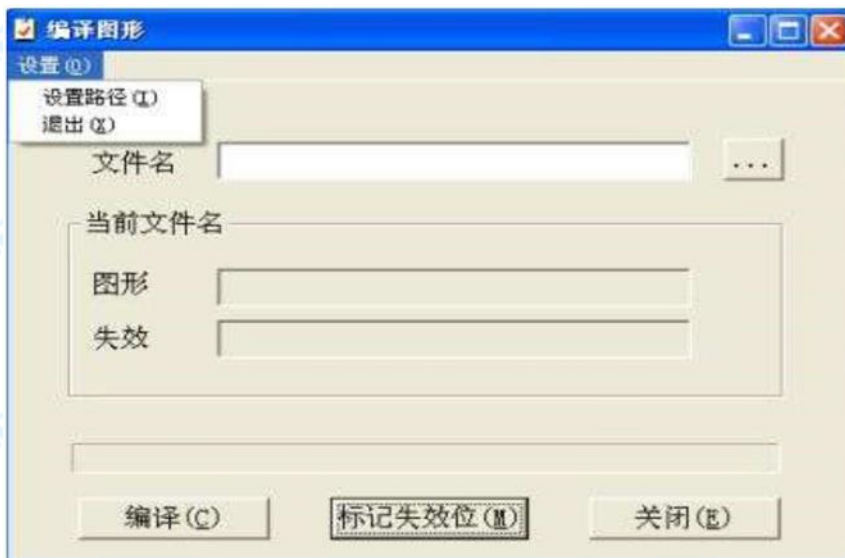 编译图形
设置(O)
设置路径(I)
退出(X)
文件名
...
当前文件名
图形
失效
编译(C) 标记失效位(M) 关闭(E)